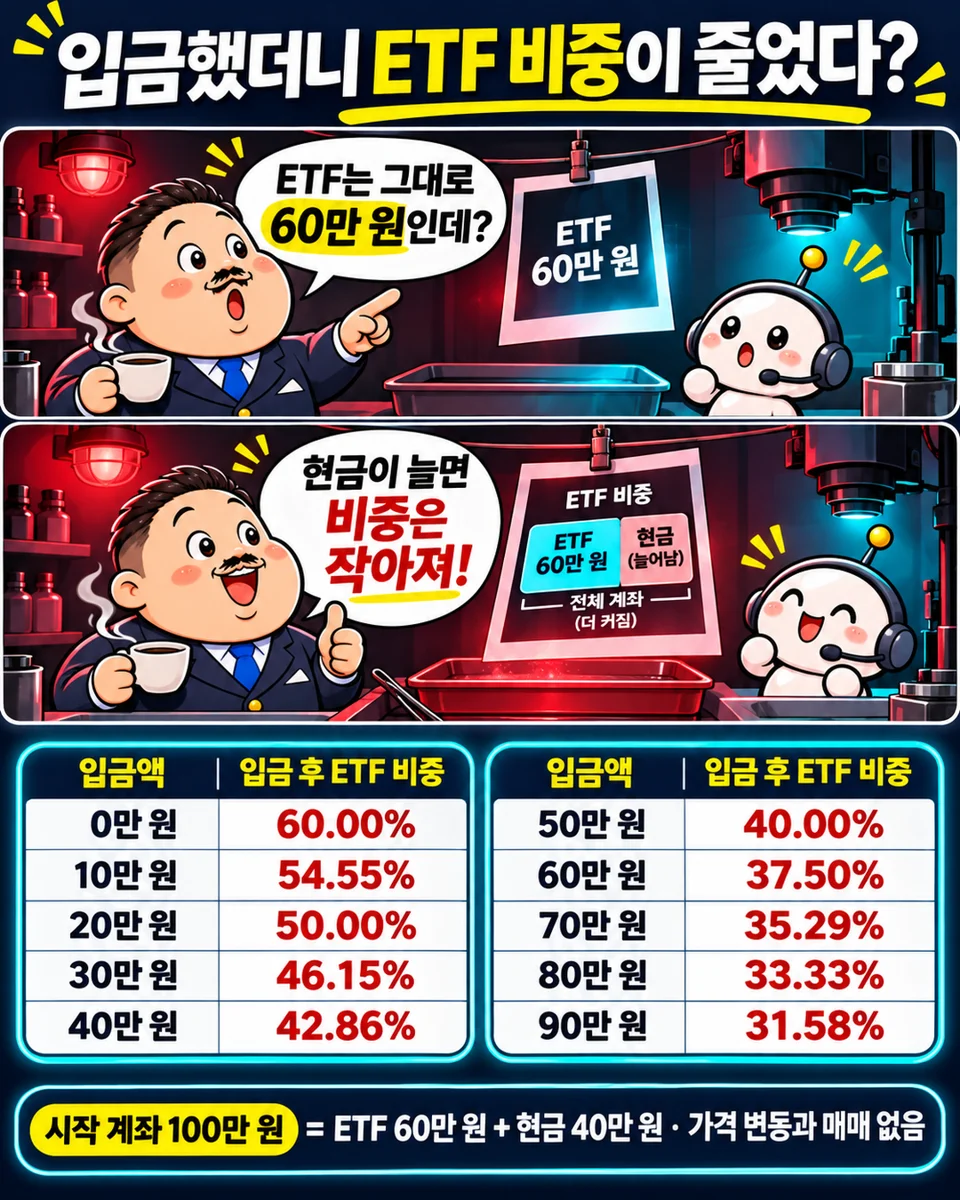 입금했더니 ETF 비중이 줄었다?
ETF는 그대로
60만 원인데?
ETF
60만 원
현금이 늘면
비중은
작아져!
ETF 비중
ETF
60만 원
현금
(늘어남)
전체 계좌
(더 커짐)
입금액 | 입금 후 ETF 비중
0만 원 60.00%
10만 원 54.55%
20만 원 50.00%
30만 원 46.15%
40만 원 42.86%
입금액 | 입금 후 ETF 비중
50만 원 40.00%
60만 원 37.50%
70만 원 35.29%
80만 원 33.33%
90만 원 31.58%
시작 계좌 100만 원 = ETF 60만 원 + 현금 40만 원 · 가격 변동과 매매 없음